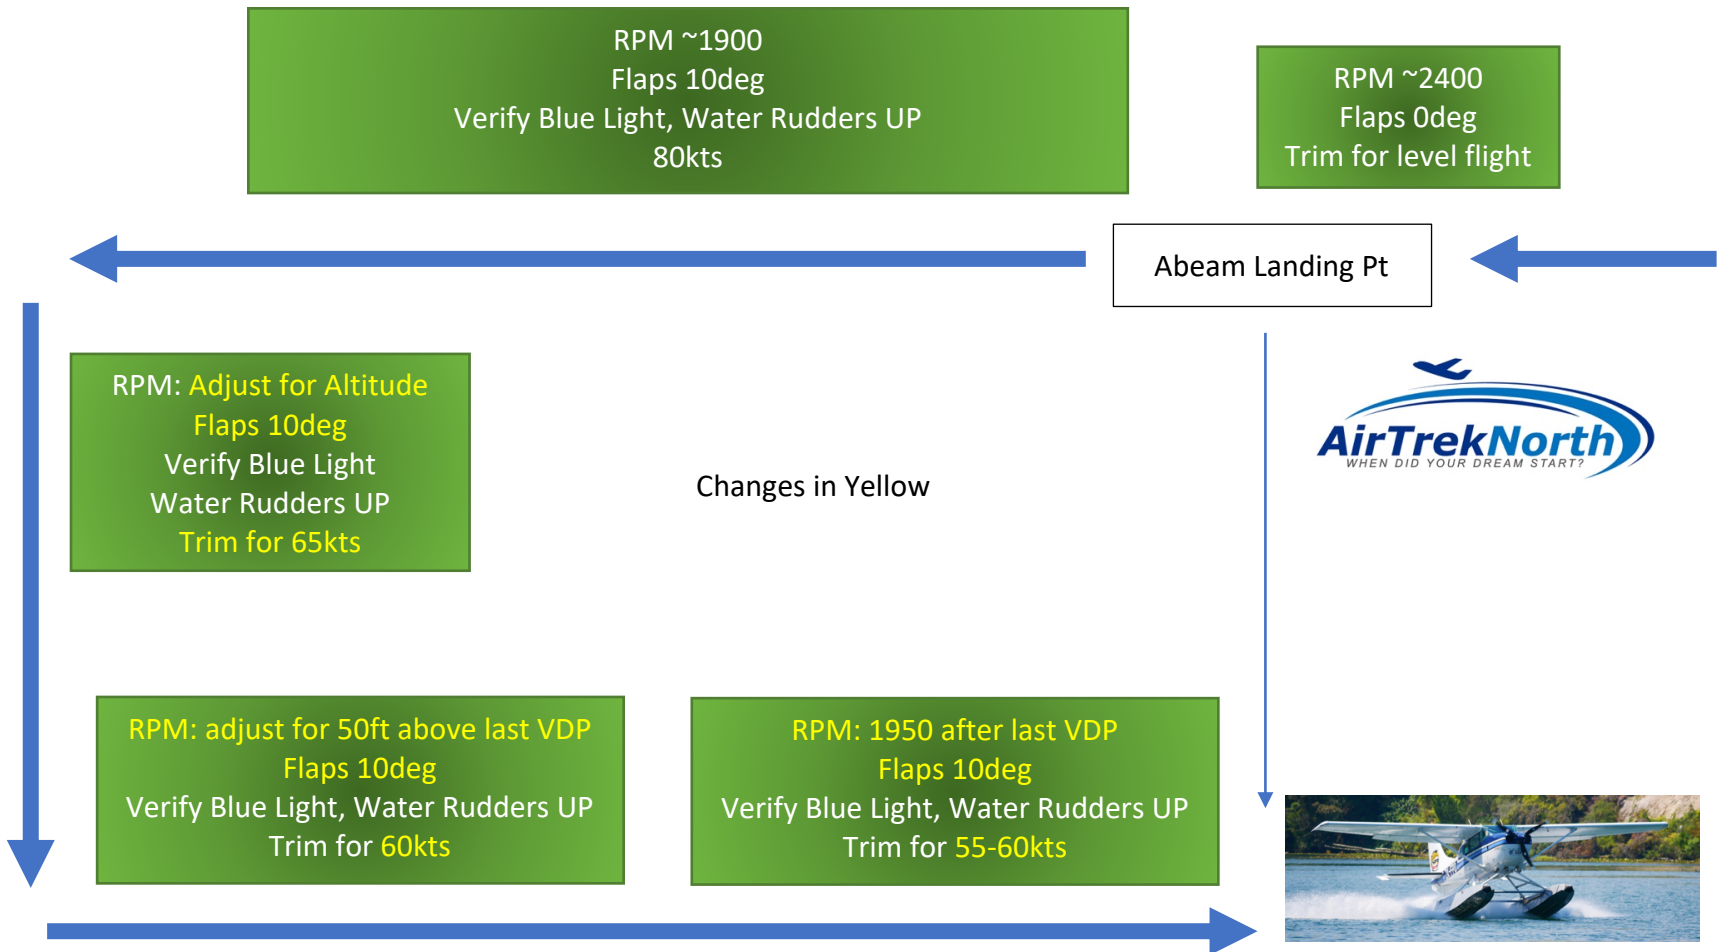 RPM ~1900
Flaps 10deg
Verify Blue Light, Water Rudders UP
80kts
RPM ~2400
Flaps 0deg
Trim for level flight
Abeam Landing Pt
RPM: Adjust for Altitude
Flaps 10deg
Verify Blue Light
Water Rudders UP
Trim for 65kts
Changes in Yellow
AirTrekNorth
WHEN DID YOUR DREAM START?
RPM: adjust for 50ft above last VDP
Flaps 10deg
Verify Blue Light, Water Rudders UP
Trim for 60kts
RPM: 1950 after last VDP
Flaps 10deg
Verify Blue Light, Water Rudders UP
Trim for 55-60kts